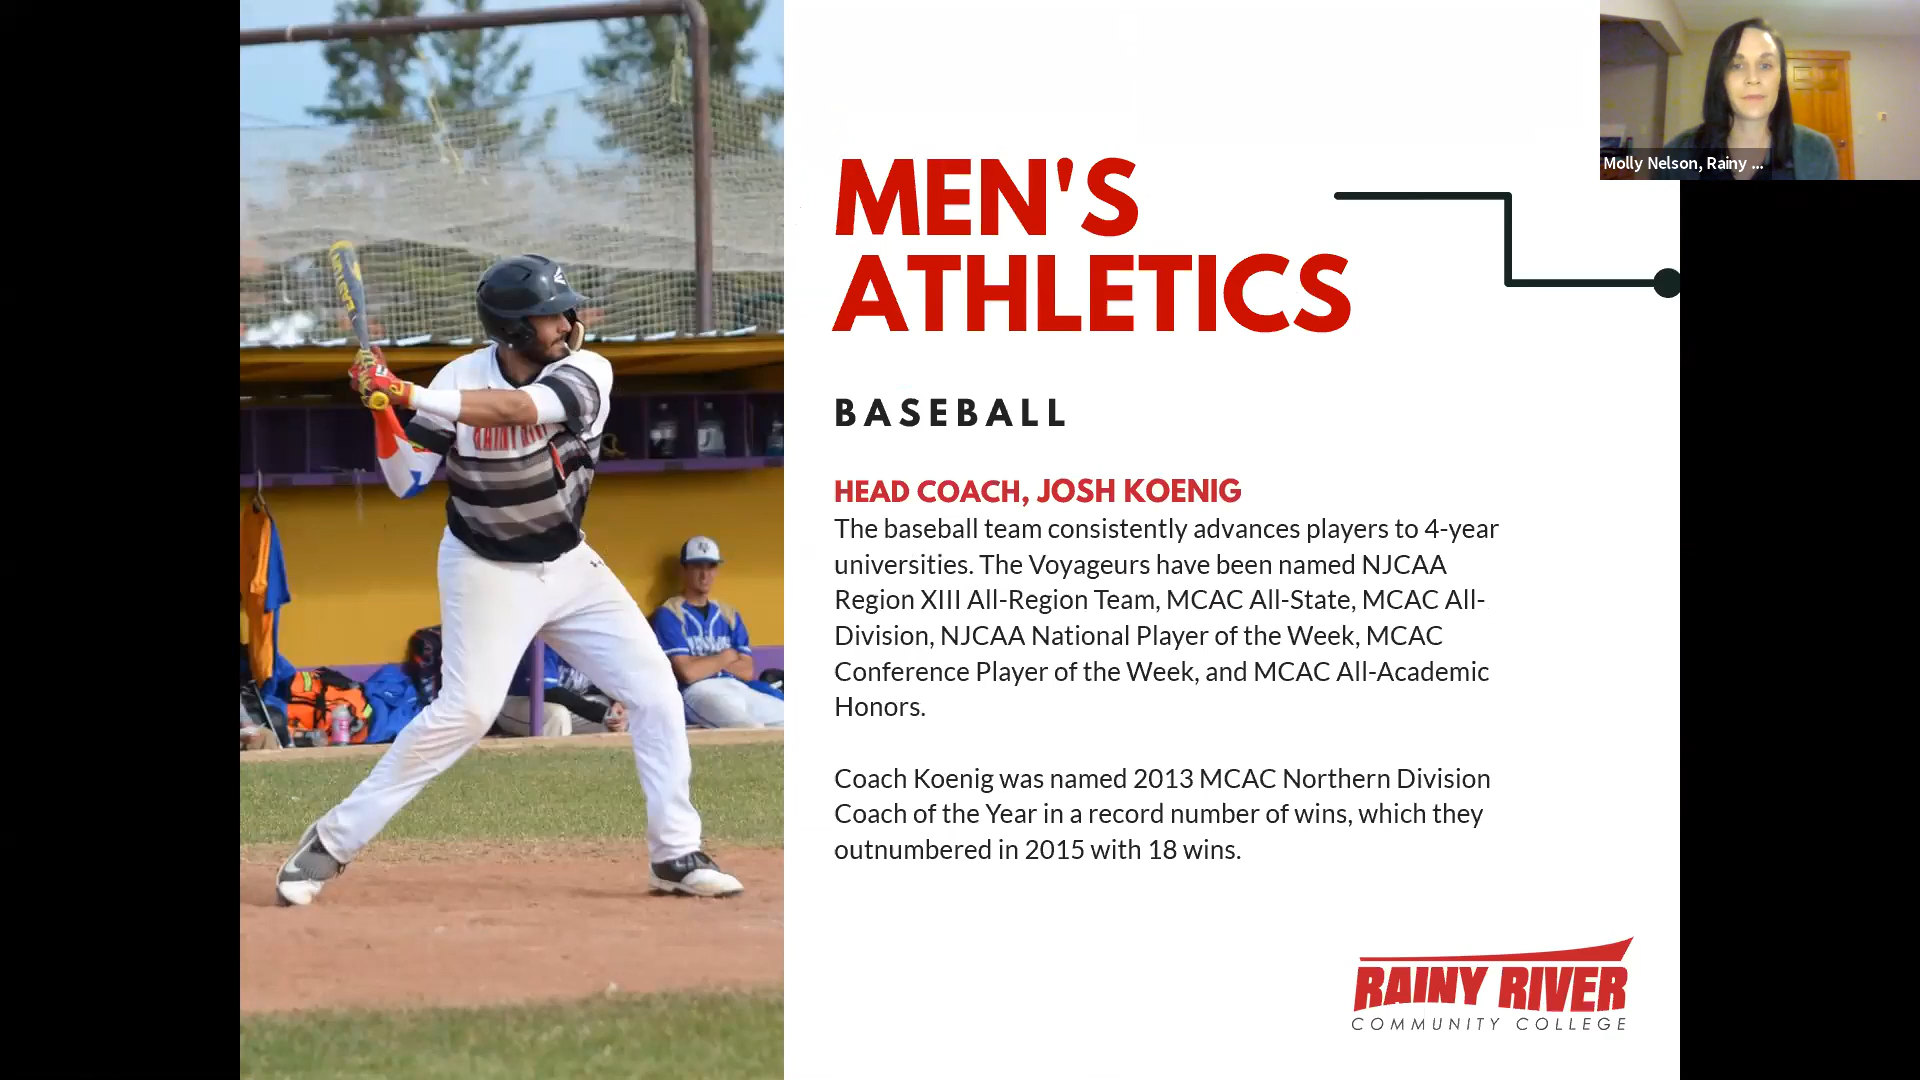 MEN'S
ATHLETICS
BASEBALL
HEAD COACH, JOSH KOENIG
The baseball team consistently advances players to 4-year
universities. The Voyageurs have been named NJCAA
Region XIII All-Region Team, MCAC All-State, MCAC All-
Division, NJCAA National Player of the Week, MCAC
Conference Player of the Week, and MCAC All-Academic
Honors.
Coach Koenig was named 2013 MCAC Northern Division
Coach of the Year in a record number of wins, which they
outnumbered in 2015 with 18 wins.
RAINY RIVER
COMMUNITY COLLEGE
Molly Nelson, Rainy ...